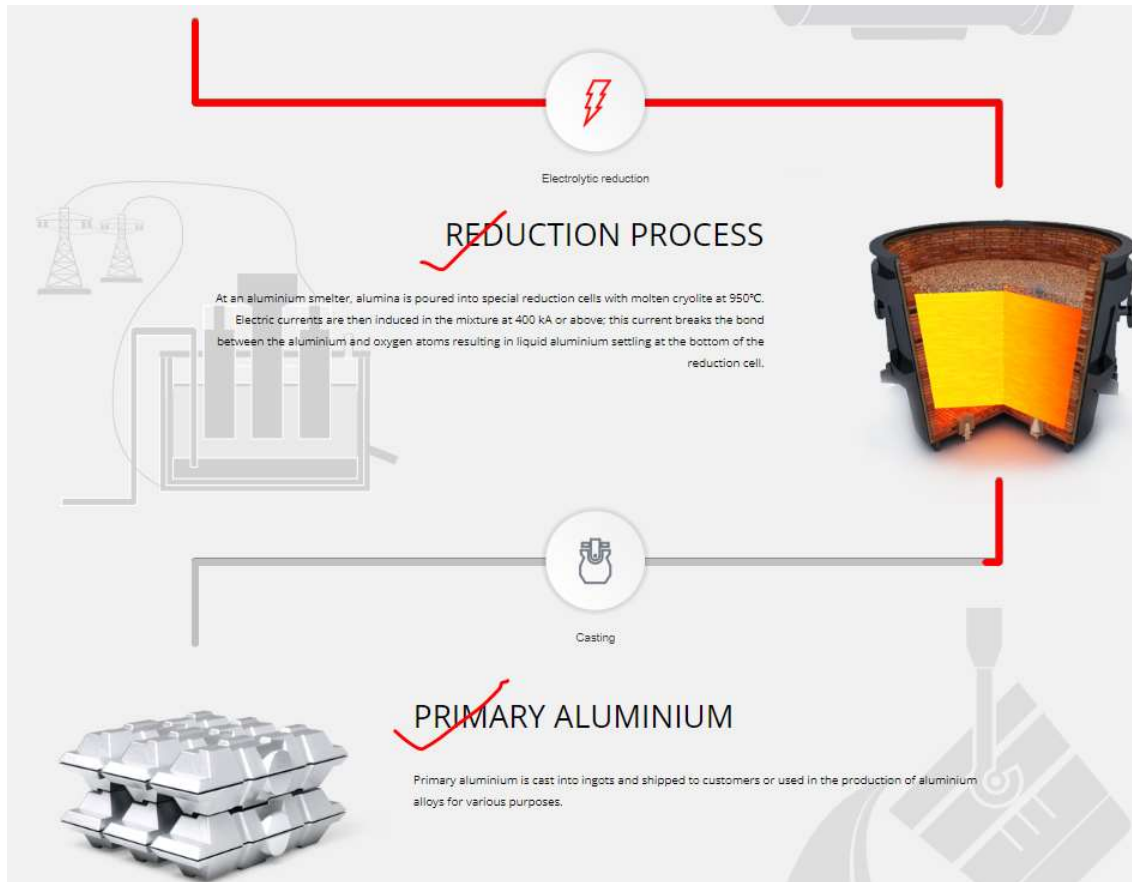 Electrolytic reduction
REDUCTION PROCESS
At an aluminium smelter, alumina is poured into special reduction cells with molten cryolite at 950℃.
Electric currents are then induced in the mixture at 400 kA or above; this current breaks the bond
between the aluminium and oxygen atoms resulting in liquid aluminium settling at the bottom of the
reduction cell.
Casting
PRIMARY ALUMINIUM
Primary aluminium is cast into ingots and shipped to customers or used in the production of aluminium
alloys for various purposes.